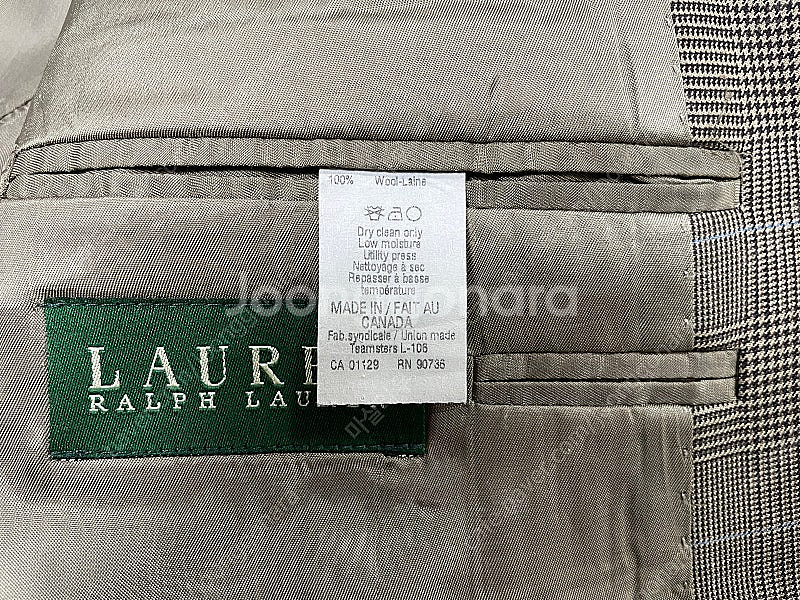 100% Wool-Laine
Dry clean only
Low moisture
Utility press
Nettoyage à sec
Repasser à basse
température
MADE IN / FAIT AU
CANADA
Fab.syndicale / Union made
Teamsters L-106
CA 01129 RN 90735
LAURE
RALPH LAU